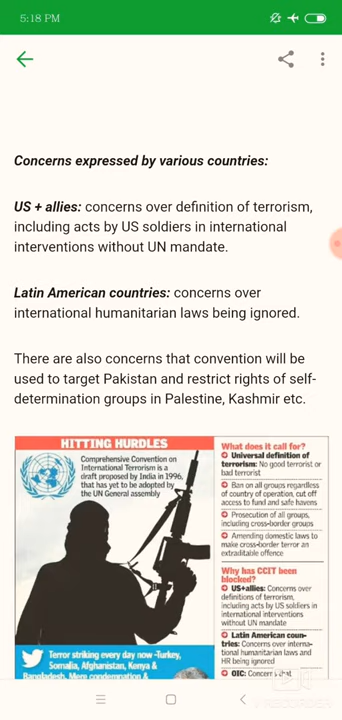 5:18 PM
Concerns expressed by various countries:
US + allies: concerns over definition of terrorism,
including acts by US soldiers in international
interventions without UN mandate.
Latin American countries: concerns over
international humanitarian laws being ignored.
There are also concerns that convention will be
used to target Pakistan and restrict rights of self-
determination groups in Palestine, Kashmir etc.
HITTING HURDLES
Comprehensive Convention on
International Terrorism is a
draft proposed by India in 1996,
that has yet to be adopted by
the UN General assembly
Terror striking every day now -Turkey,
Somalia, Afghanistan, Kenya &
Bangladesh. Mere condemnation &
What does it call for?
Universal definition of
terrorism: No good terrorist or
bad terrorist
Ban on all groups regardless
of country of operation, cut off
access to fund and safe havens
Prosecution of all groups,
including cross-border groups
Amending domestic laws to
make cross-border terror an
extraditable offence
Why has CCIT been
blocked?
US+allies: Concerns over
definitions of terrorism,
including acts by US soldiers in
international interventions
without UN mandate
Latin American coun-
tries: Concerns over interna-
tional humanitarian laws and
HR being ignored
OIC: Concern that